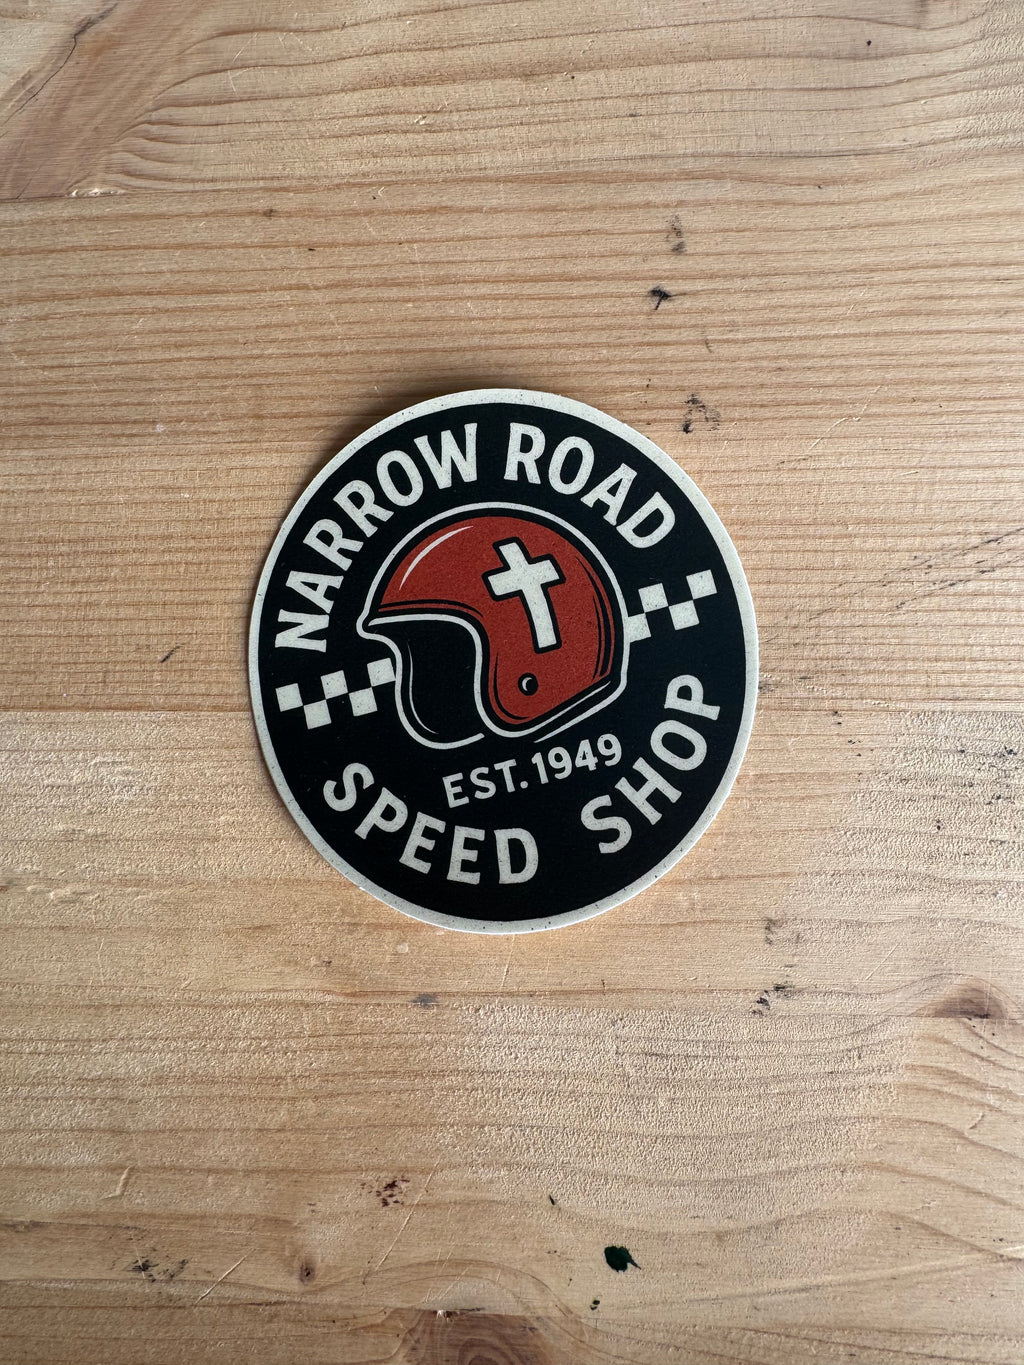 NARROW ROAD
EST. 1949
SPEED SHOP